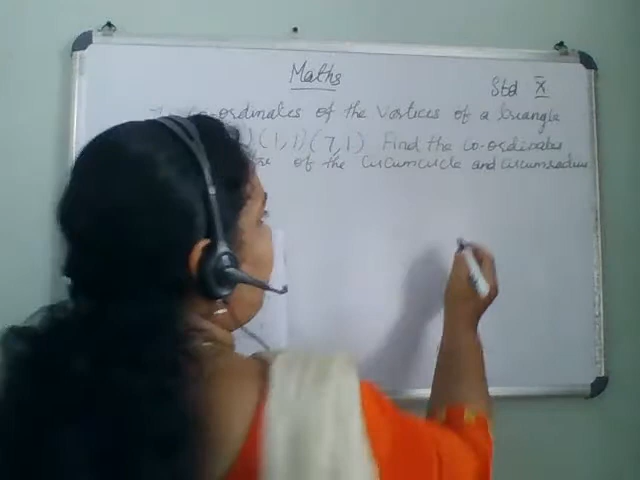 Maths
Std X
co-ordinates of the Vertices of a triangle
(1,1) (7,1) Find the co-ordinates
of the circumcircle and circumradius